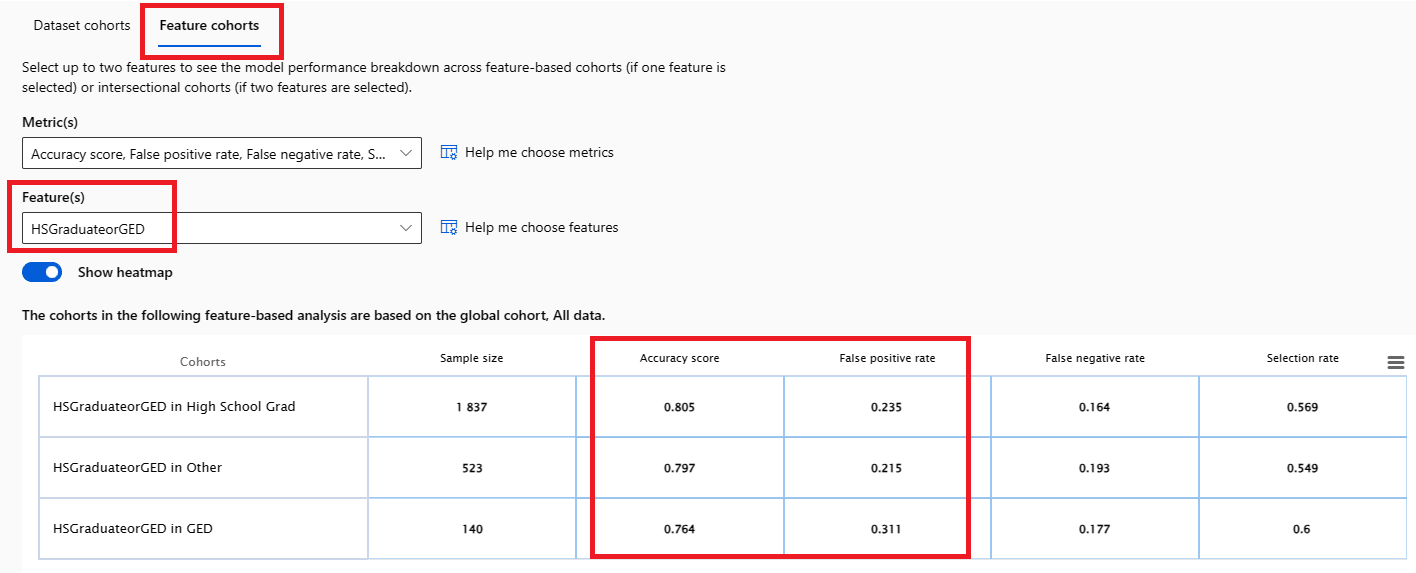 Dataset cohorts Feature cohorts
Select up to two features to see the model performance breakdown across feature-based cohorts (if one feature is
selected) or intersectional cohorts (if two features are selected).
Metric(s)
Accuracy score, False positive rate, False negative rate, S... Help me choose metrics
Feature(s)
HSGraduateorGED Help me choose features
Show heatmap
The cohorts in the following feature-based analysis are based on the global cohort, All data.
Cohorts Sample size Accuracy score False positive rate False negative rate Selection rate
HSGraduateorGED in High School Grad 1 837 0.805 0.235 0.164 0.569
HSGraduateorGED in Other 523 0.797 0.215 0.193 0.549
HSGraduateorGED in GED 140 0.764 0.311 0.177 0.6